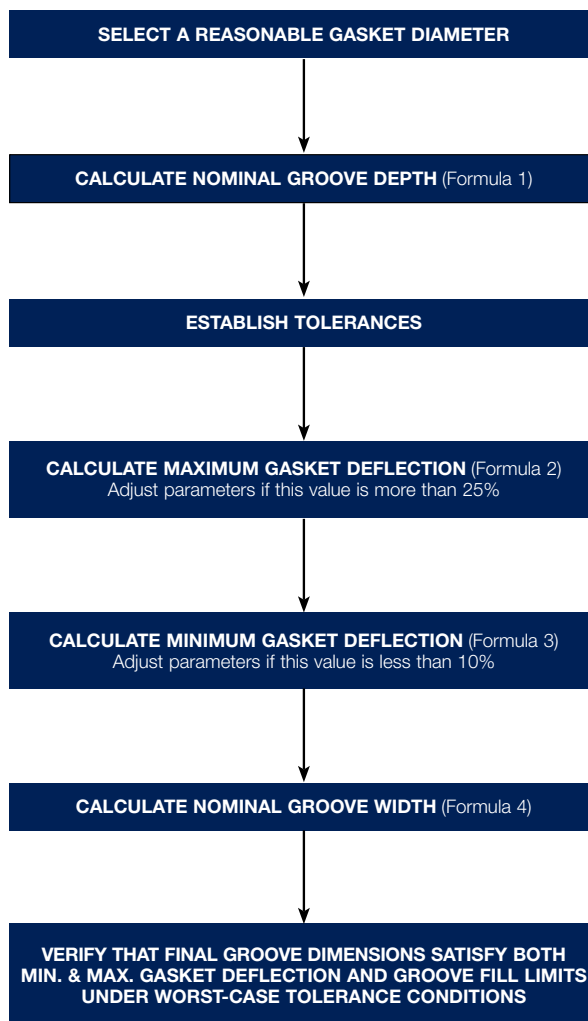 SELECT A REASONABLE GASKET DIAMETER
CALCULATE NOMINAL GROOVE DEPTH (Formula 1)
ESTABLISH TOLERANCES
CALCULATE MAXIMUM GASKET DEFLECTION (Formula 2)
Adjust parameters if this value is more than 25%
CALCULATE MINIMUM GASKET DEFLECTION (Formula 3)
Adjust parameters if this value is less than 10%
CALCULATE NOMINAL GROOVE WIDTH (Formula 4)
VERIFY THAT FINAL GROOVE DIMENSIONS SATISFY BOTH
MIN. & MAX. GASKET DEFLECTION AND GROOVE FILL LIMITS
UNDER WORST-CASE TOLERANCE CONDITIONS